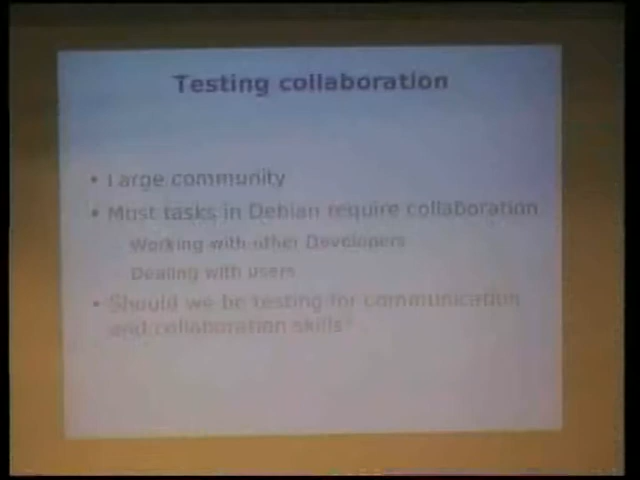 Testing collaboration
• Large community
• Must tasks in Debian require collaboration
Working with other Developers
Dealing with users
• Should we be testing for communication
and collaboration skills?